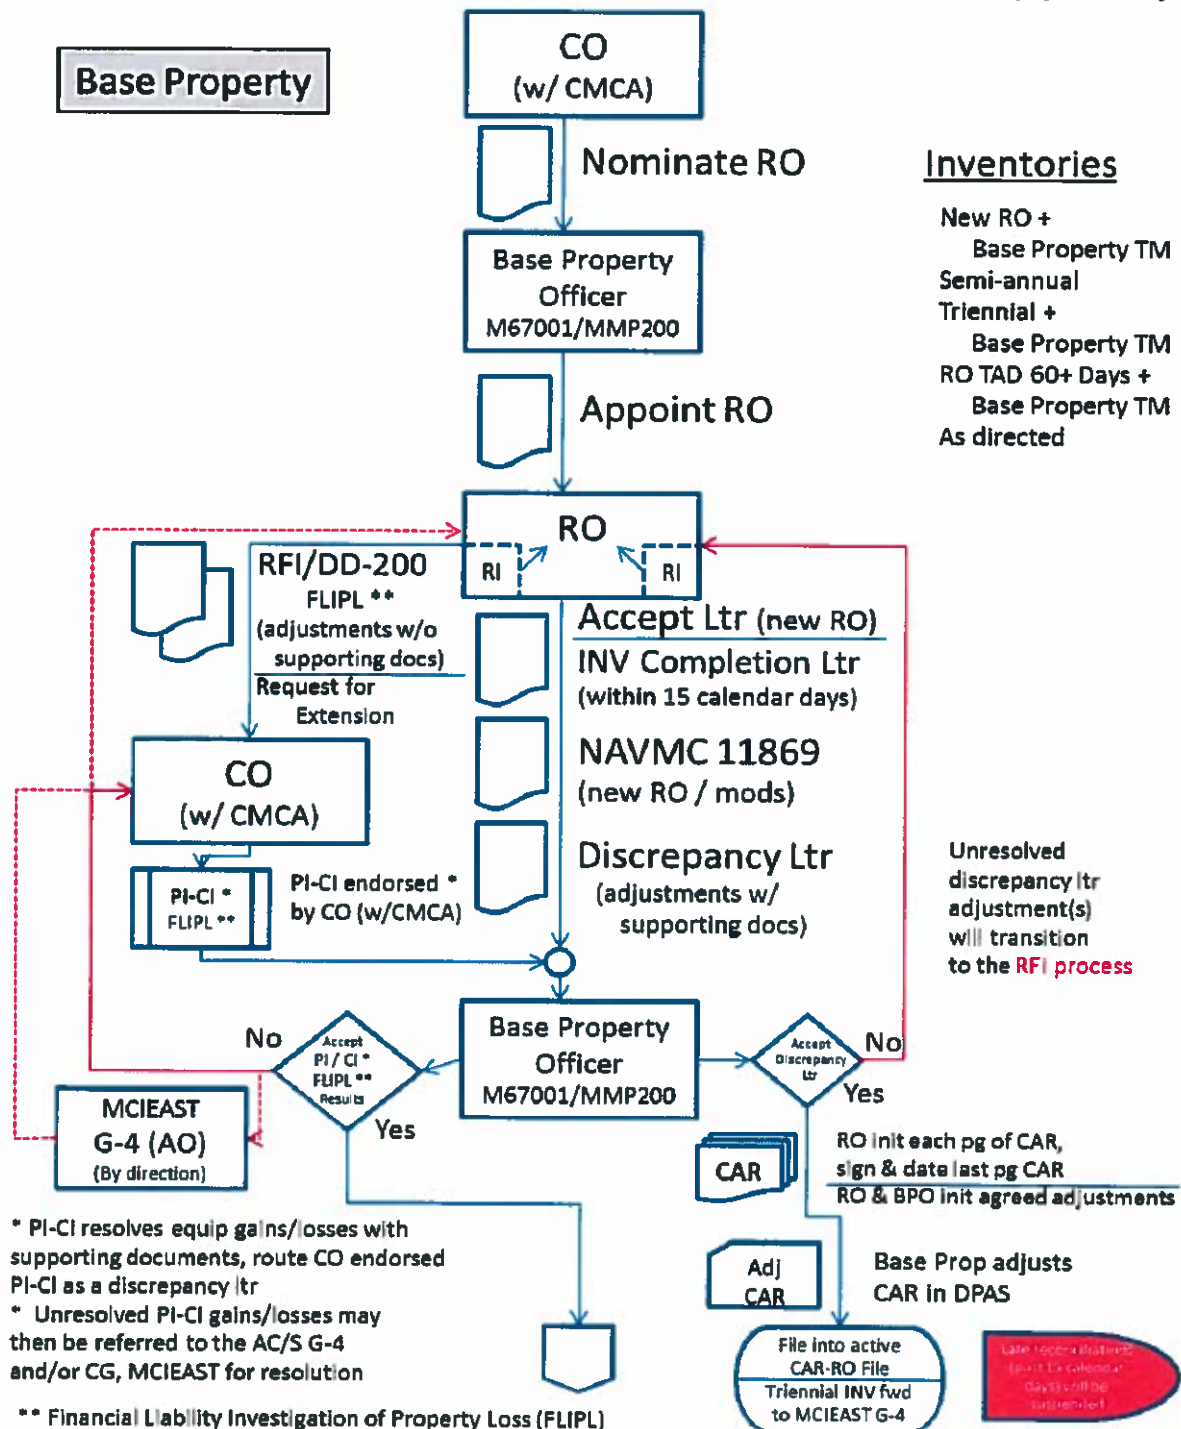 Base Property
CO
(w/ CMCA)
Nominate RO
Inventories
New RO +
Base Property TM
Semi-annual
Triennial +
Base Property TM
RO TAD 60+ Days +
Base Property TM
As directed
Base Property
Officer
M67001/MMP200
Appoint RO
RO
RI
RI
RFI/DD-200
FLIPL **
(adjustments w/o
supporting docs)
Request for
Extension
Accept Ltr (new RO)
INV Completion Ltr
(within 15 calendar days)
NAVMC 11869
(new RO / mods)
Discrepancy Ltr
(adjustments w/
supporting docs)
CO
(w/ CMCA)
PI-CI *
FLIPL **
PI-CI endorsed *
by CO (w/CMCA)
Unresolved
discrepancy ltr
adjustment(s)
will transition
to the RFI process
No
Accept
PI / CI *
FLIPL **
Results
Yes
Base Property
Officer
M67001/MMP200
Accept
Discrepancy
Ltr
No
Yes
MCIEAST
G-4 (AO)
(By direction)
CAR
RO init each pg of CAR,
sign & date last pg CAR
RO & BPO init agreed adjustments
* PI-CI resolves equip gains/losses with
supporting documents, route CO endorsed
PI-CI as a discrepancy ltr
* Unresolved PI-CI gains/losses may
then be referred to the AC/S G-4
and/or CG, MCIEAST for resolution
Adj
CAR
Base Prop adjusts
CAR in DPAS
File into active
CAR-RO File
Triennial INV fwd
to MCIEAST G-4
Late reconciliations
(past 15 calendar
days) will be
suspended
** Financial Liability Investigation of Property Loss (FLIPL)